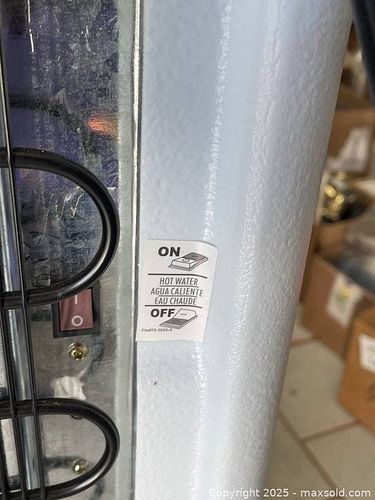 ON
HOT WATER
AGUA CALIENTE
EAU CHAUDE
OFF
Copyright © 2025 - maxsold.com